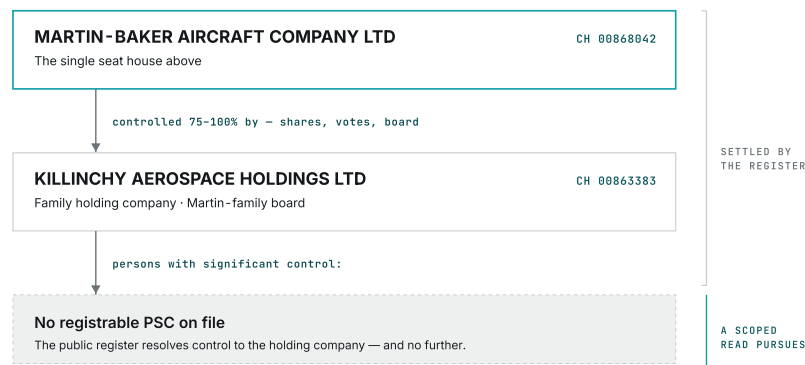 MARTIN-BAKER AIRCRAFT COMPANY LTD
CH 00868042
The single seat house above
controlled 75–100% by — shares, votes, board
KILLINCHY AEROSPACE HOLDINGS LTD
CH 00863383
Family holding company · Martin-family board
SETTLED BY
THE REGISTER
persons with significant control:
No registrable PSC on file
The public register resolves control to the holding company — and no further.
A SCOPED
READ PURSUES